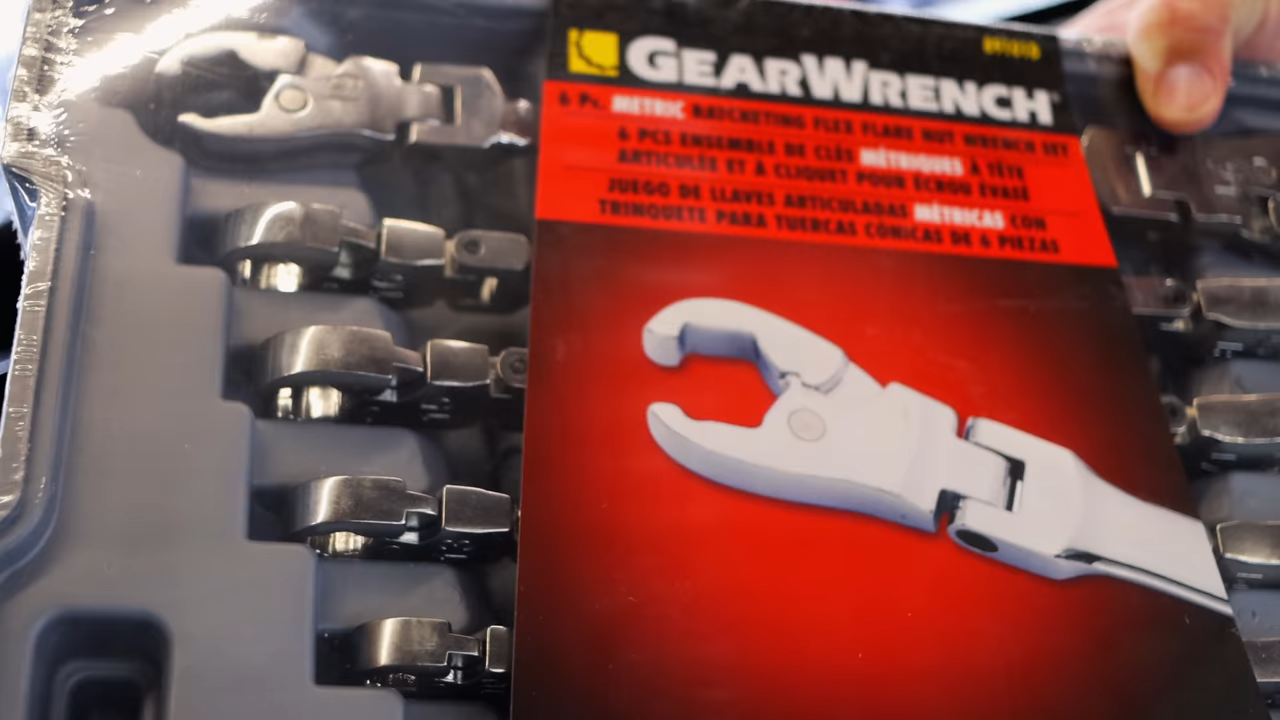 GEARWRENCH
6 Pc. METRIC RATCHETING FLEX FLARE NUT WRENCH SET
6 PCS ENSEMBLE DE CLÉS MÉTRIQUES À TÊTE
ARTICULÉE ET À CLIQUET POUR ÉCROU ÉVASÉ
JUEGO DE LLAVES ARTICULADAS MÉTRICAS CON
TRINQUETE PARA TUERCAS CÓNICAS DE 6 PIEZAS